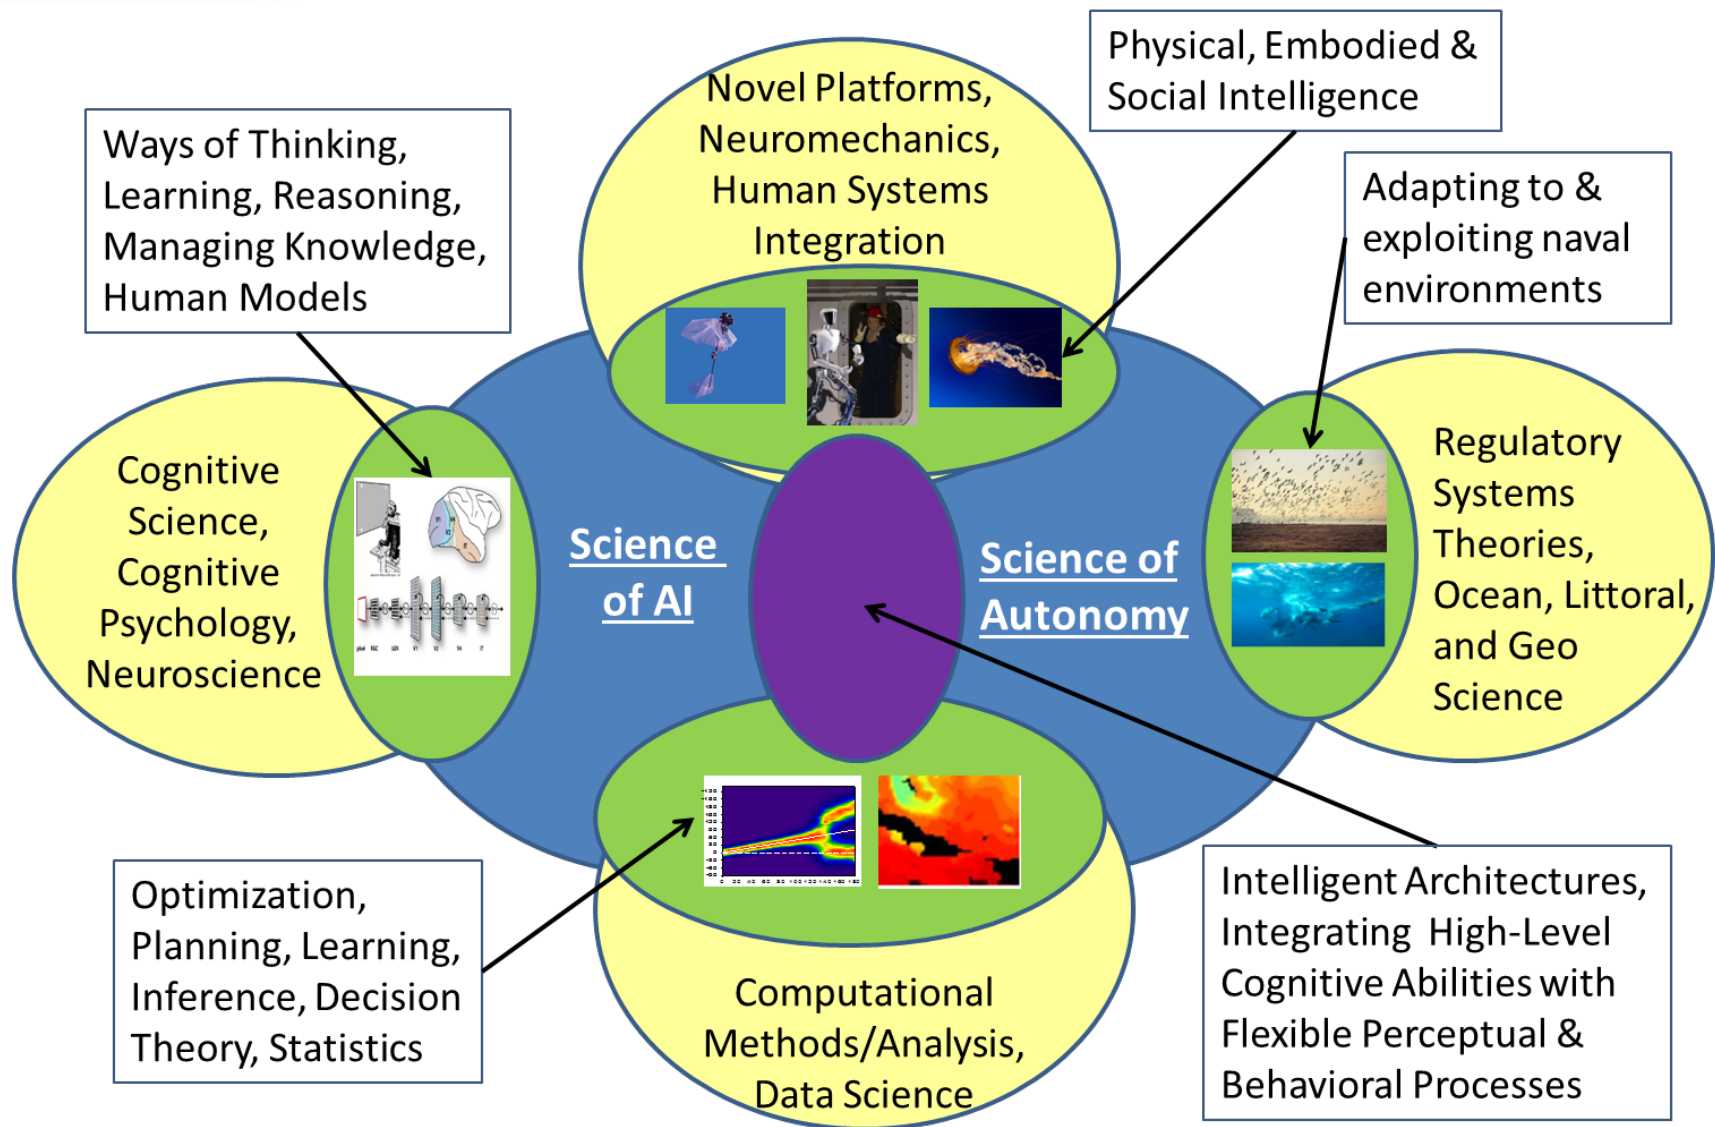 Physical, Embodied &
Social Intelligence
Novel Platforms,
Neuromechanics,
Human Systems
Integration
Ways of Thinking,
Learning, Reasoning,
Managing Knowledge,
Human Models
Adapting to &
exploiting naval
environments
Cognitive
Science,
Cognitive
Psychology,
Neuroscience
Science
of AI
Science of
Autonomy
Regulatory
Systems
Theories,
Ocean, Littoral,
and Geo
Science
Optimization,
Planning, Learning,
Inference, Decision
Theory, Statistics
Computational
Methods/Analysis,
Data Science
Intelligent Architectures,
Integrating High-Level
Cognitive Abilities with
Flexible Perceptual &
Behavioral Processes